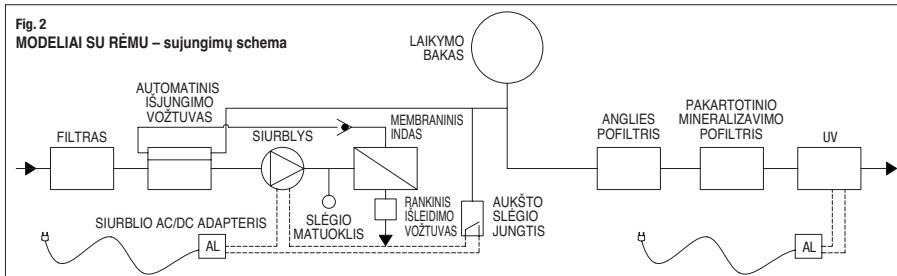 Fig. 2
MODELIAI SU RĖMU – sujungimų schema
LAIKYMO
BAKAS
AUTOMATINIS
IŠJUNGIMO
VOŽTUVAS
FILTRAS
SIURBLYS
MEMBRANINIS
INDAS
ANGLIES
POFILTRIS
PAKARTOTINIO
MINERALIZAVIMO
POFILTRIS
UV
SIURBLIO AC/DC ADAPTERIS
AL
SLĖGIO
MATUOKLIS
RANKINIS
IŠLEIDIMO
VOŽTUVAS
AUKŠTO
SLĖGIO
JUNGTIS
AL